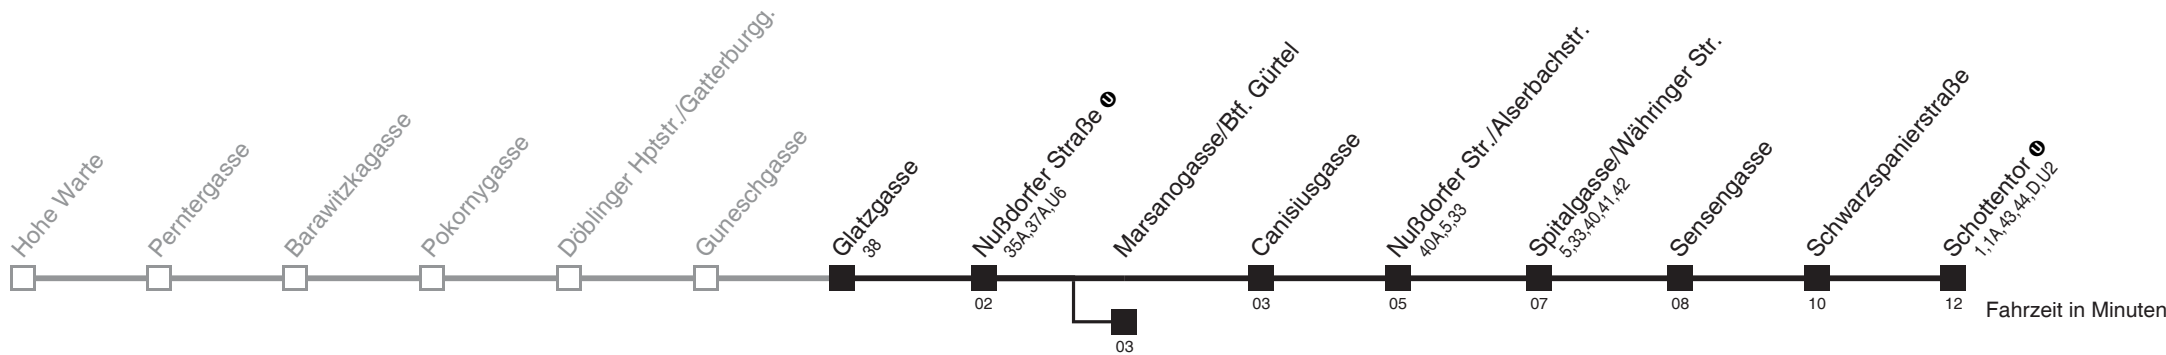 Hohe Warte
Perntergasse
Barawitzkagasse
Pokornygasse
Döblinger Hptstr./Gatterburgg.
Guneschgasse
Glatzgasse
38
Nußdorfer Straße U
35A,37A,U6
02
Marsanogasse/Btf. Gürtel
03
Canisiusgasse
03
Nußdorfer Str./Alserbachstr.
40A,5,33
05
Spitalgasse/Währinger Str.
5,33,40,41,42
07
Sensengasse
08
Schwarzspanierstraße
10
Schottentor U
1,1A,43,44,D,U2
12
Fahrzeit in Minuten